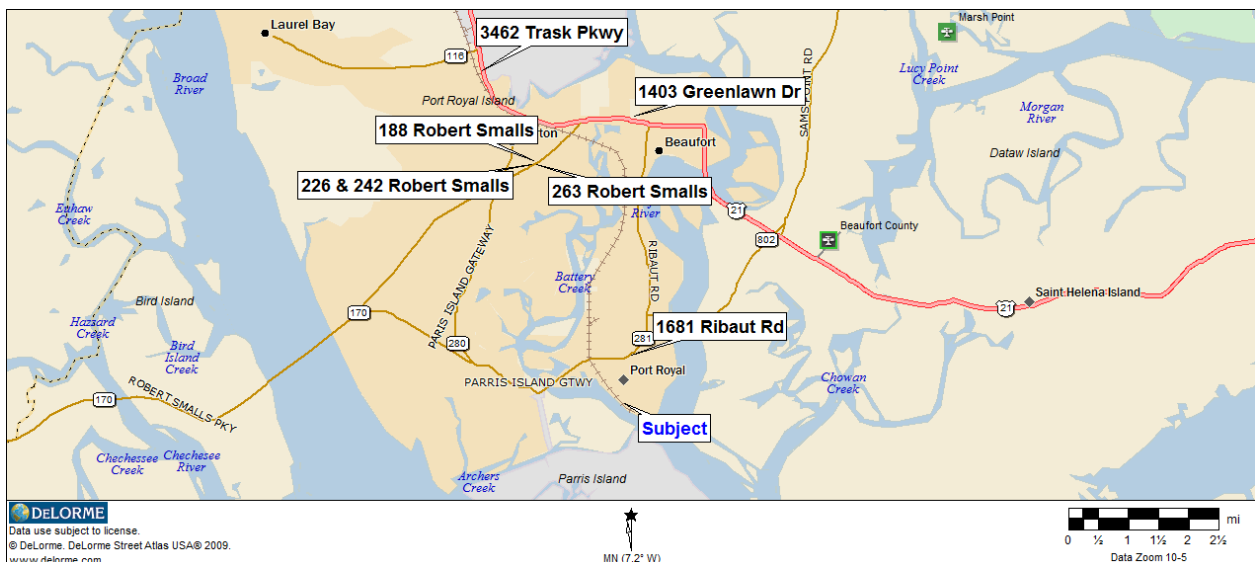 Laurel Bay
3462 Trask Pkwy
Marsh Point
116
Broad
River
Lucy Point
Creek
SAMS POINT RD
Port Royal Island
1403 Greenlawn Dr
Morgan
River
188 Robert Smalls
rton
Beaufort
Dataw Island
226 & 242 Robert Smalls
263 Robert Smalls
River
Euhaw
Creek
21
802
Beaufort County
PARIS ISLAND GATEWAY
RIBAUT RD
Battery
Creek
Bird Island
Saint Helena Island
21
170
Hazzard
Creek
Bird
Island
Creek
280
281
1681 Ribaut Rd
Port Royal
PARRIS ISLAND GTWY
Chowan
Creek
170
ROBERT SMALLS PKY
Subject
Chechessee
Creek
Chechesee
River
Archers
Creek
Parris Island
DELORME
Data use subject to license.
© DeLorme. DeLorme Street Atlas USA® 2009.
www.delorme.com
MN (7.2° W)
mi
0 ½ 1 1½ 2 2½
Data Zoom 10-5